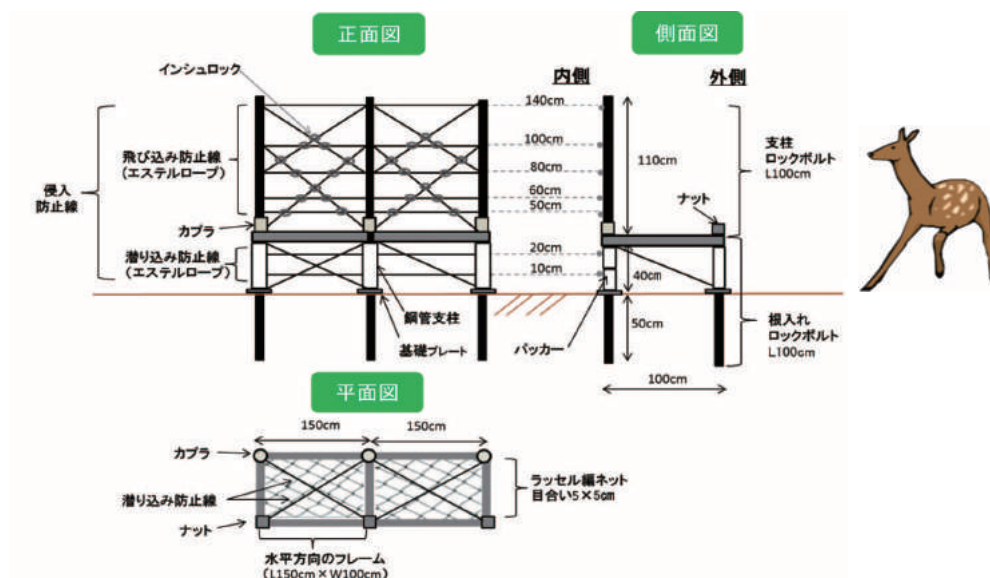 正面図
側面図
インシュロック
内側
外側
140cm
100cm
80cm
60cm
50cm
20cm
10cm
飛び込み防止線
(エステルロープ)
侵入
防止線
カプラ
潜り込み防止線
(エステルロープ)
鋼管支柱
基礎プレート
110cm
支柱
ロックボルト
L100cm
ナット
40cm
50cm
パッカー
根入れ
ロックボルト
L100cm
100cm
平面図
150cm
150cm
カプラ
潜り込み防止線
ナット
ラッセル編ネット
目合い5×5cm
水平方向のフレーム
(L150cm×W100cm)